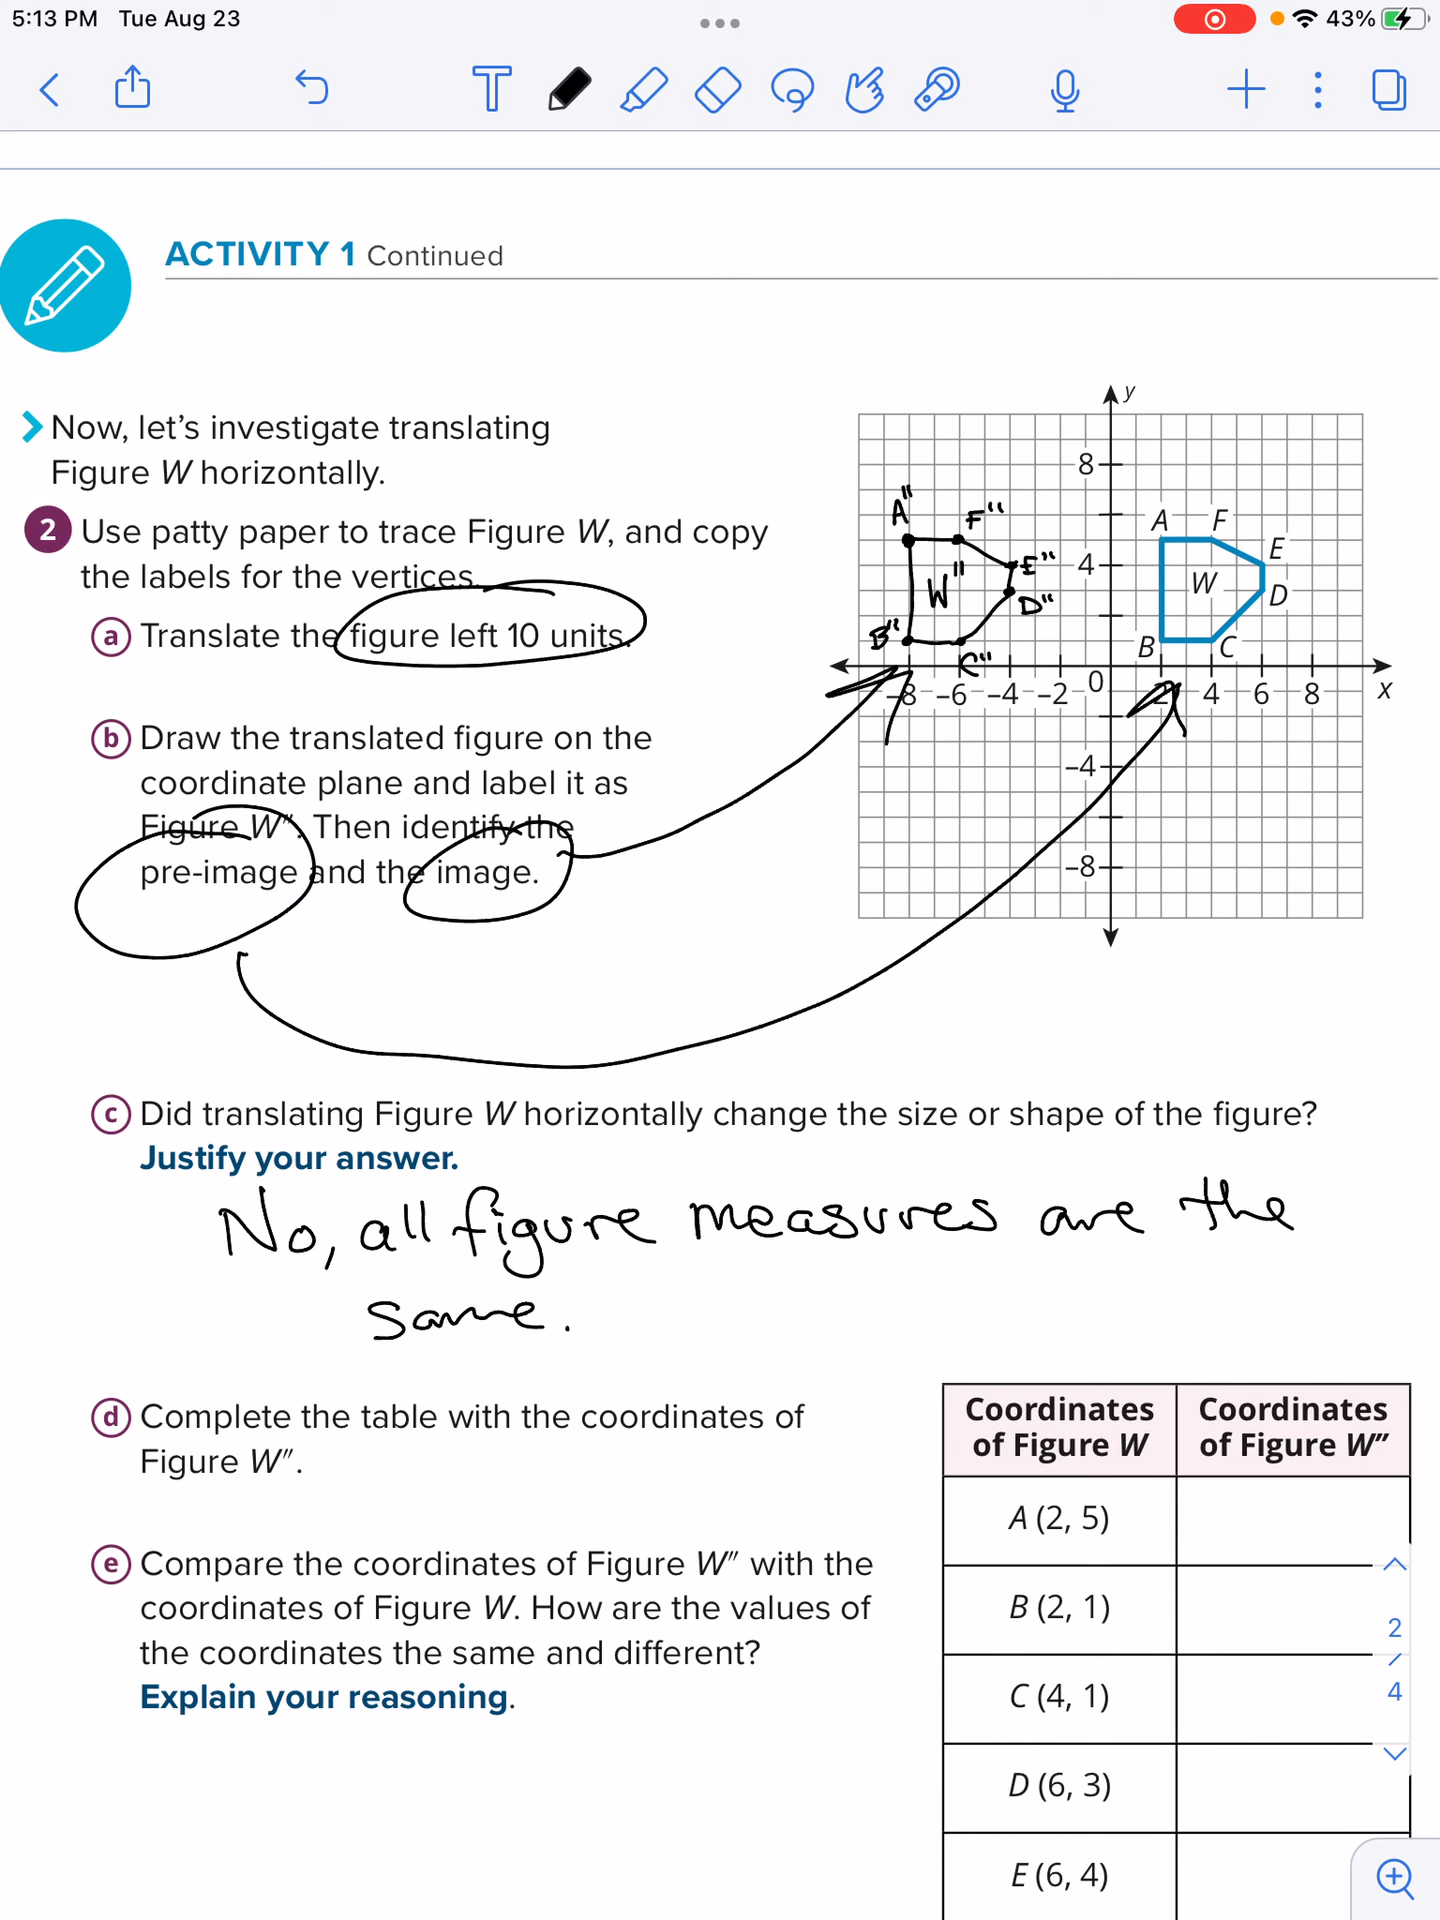 5:13 PM Tue Aug 23
43%
T
ACTIVITY 1 Continued
Now, let’s investigate translating
Figure W horizontally.
2 Use patty paper to trace Figure W, and copy
the labels for the vertices.
a Translate the figure left 10 units.
b Draw the translated figure on the
coordinate plane and label it as
Figure W″. Then identify the
pre-image and the image.
y
8
A" F"
A F
E" 4 E
W" W
D" D
B" B
C" C
-8 -6 -4 -2 0 2 4 6 8 x
-4
-8
c Did translating Figure W horizontally change the size or shape of the figure?
Justify your answer.
No, all figure measures are the
same.
d Complete the table with the coordinates of
Figure W″.
e Compare the coordinates of Figure W″ with the
coordinates of Figure W. How are the values of
the coordinates the same and different?
Explain your reasoning.
Coordinates Coordinates
of Figure W of Figure W″
A (2, 5)
B (2, 1)
C (4, 1)
D (6, 3)
E (6, 4)
2
/
4